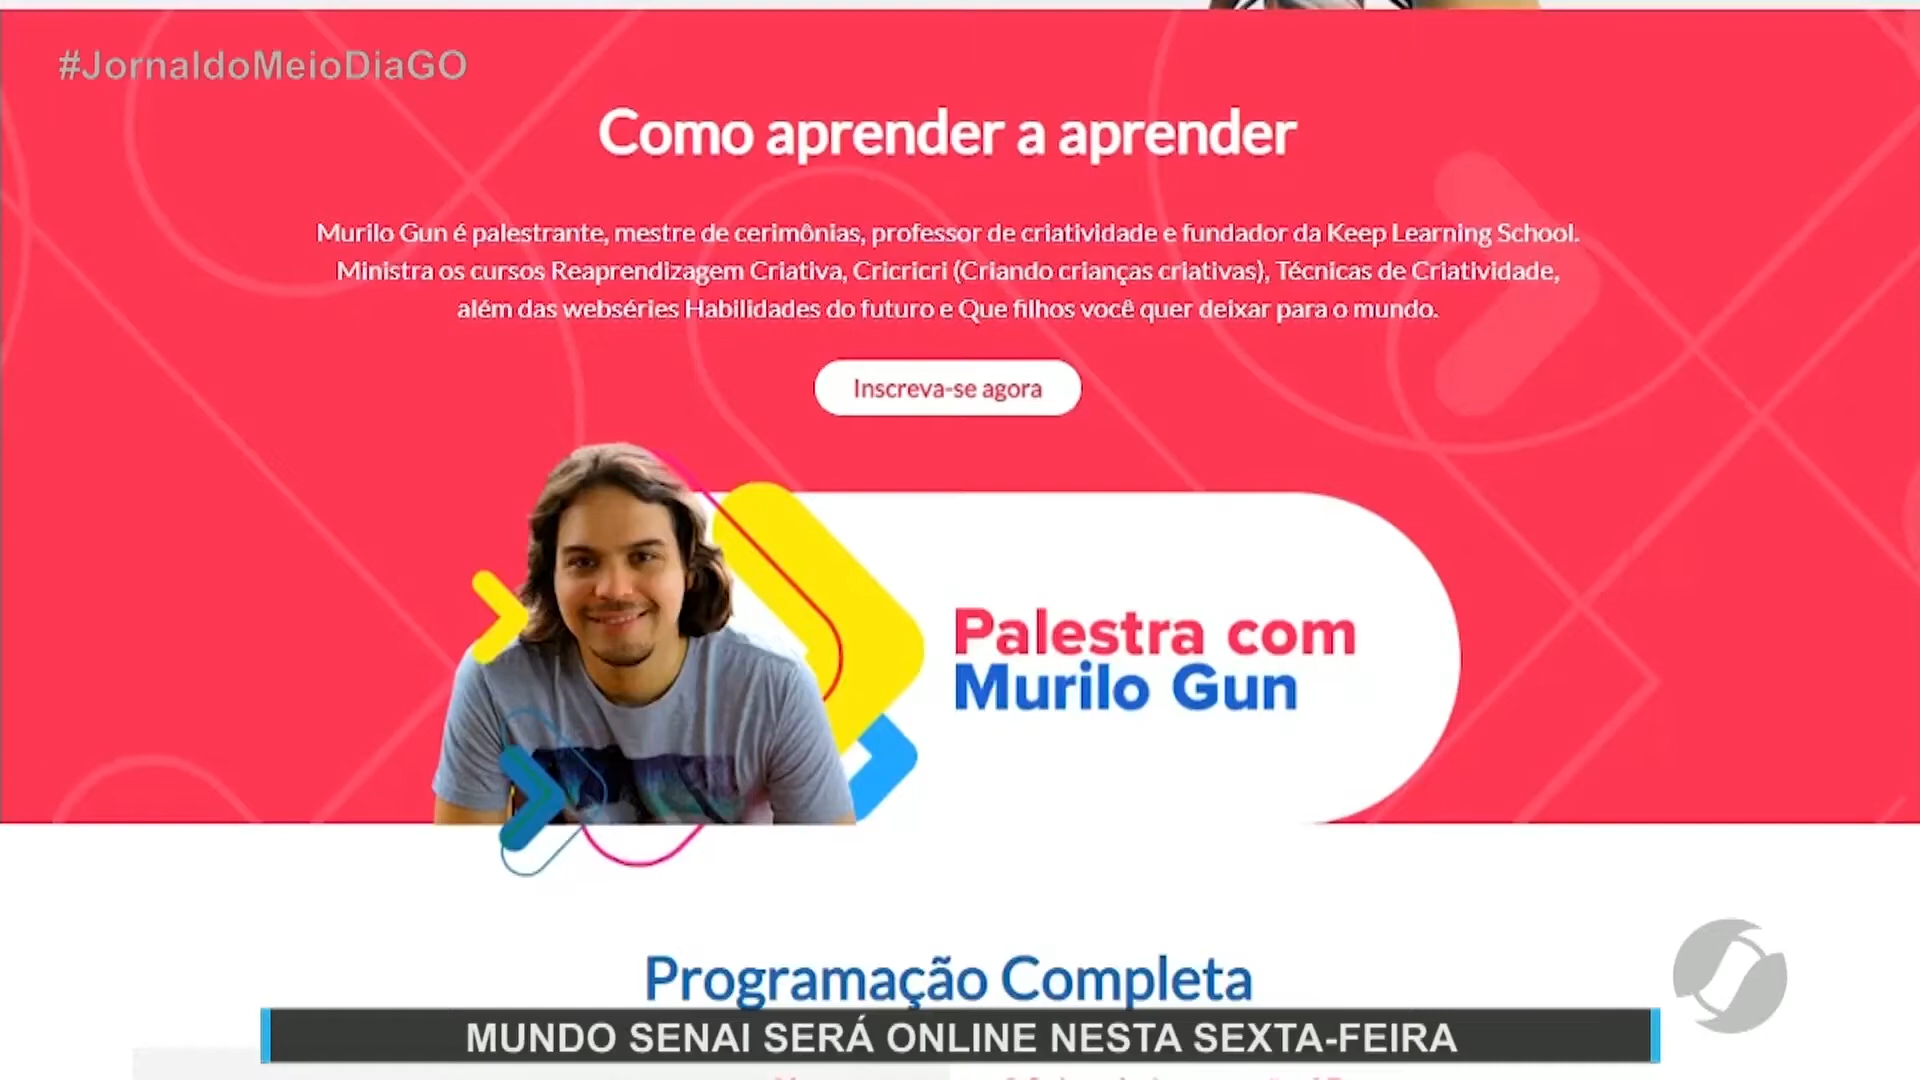 #JornaldoMeioDiaGO
Como aprender a aprender
Murilo Gun é palestrante, mestre de cerimônias, professor de criatividade e fundador da Keep Learning School.
Ministra os cursos Reaprendizagem Criativa, Cricricri (Criando crianças criativas), Técnicas de Criatividade,
além das webséries Habilidades do futuro e Que filhos você quer deixar para o mundo.
Inscreva-se agora
Palestra com
Murilo Gun
Programação Completa
MUNDO SENAI SERÁ ONLINE NESTA SEXTA-FEIRA